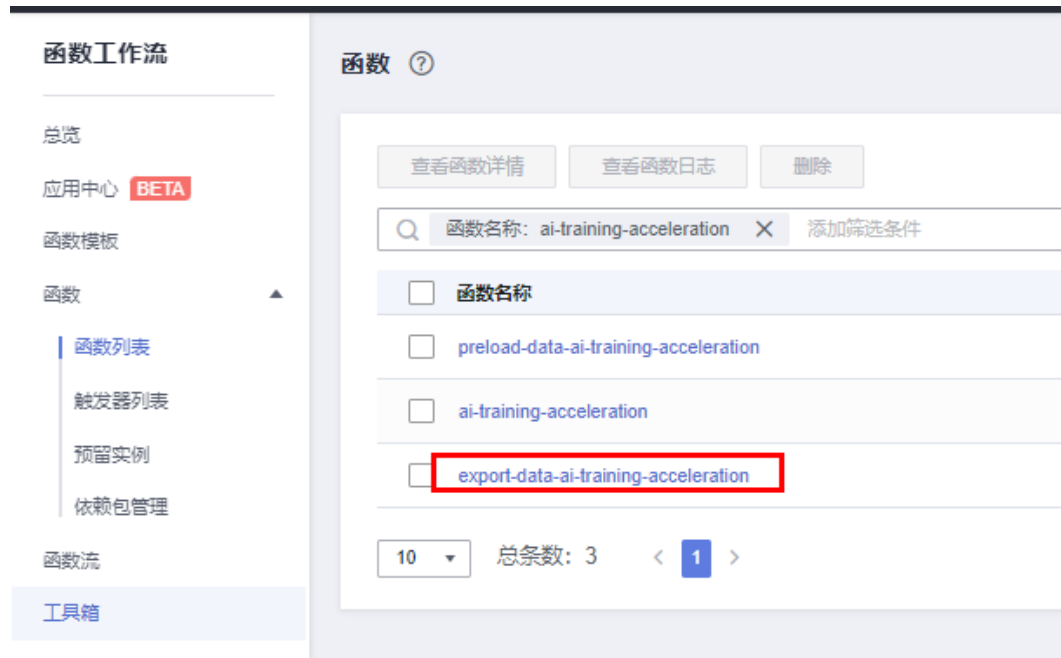 函数工作流
总览
应用中心 BETA
函数模板
函数
函数列表
触发器列表
预留实例
依赖包管理
函数流
工具箱
函数 ?
查看函数详情 查看函数日志 删除
函数名称: ai-training-acceleration 添加筛选条件
函数名称
preload-data-ai-training-acceleration
ai-training-acceleration
export-data-ai-training-acceleration
10 总条数: 3 < 1 >